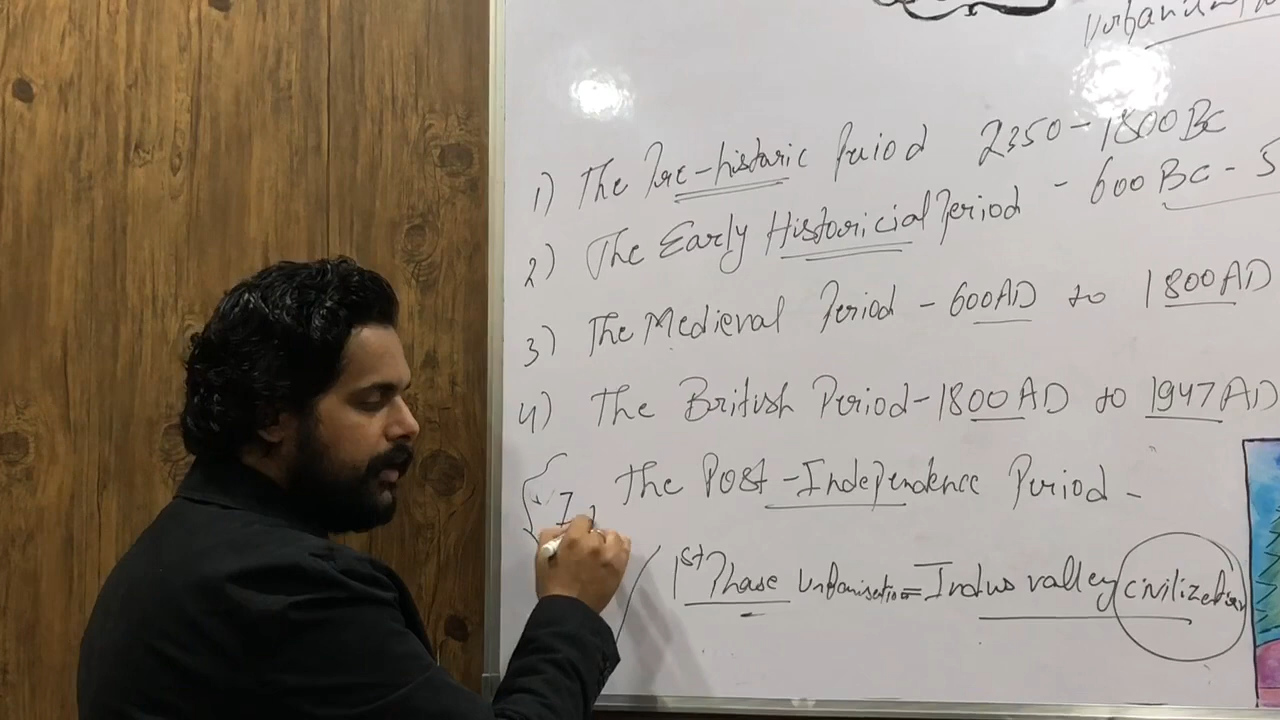 1) The Pre-historic Period 2350-1800 BC
2) The Early Historicial Period - 600 BC - 5
3) The Medieval Period - 600AD to 1800AD
4) The British Period-1800AD to 1947AD
The Post-Independence Period -
1st Phase Urbanisation = Indus valley civilization